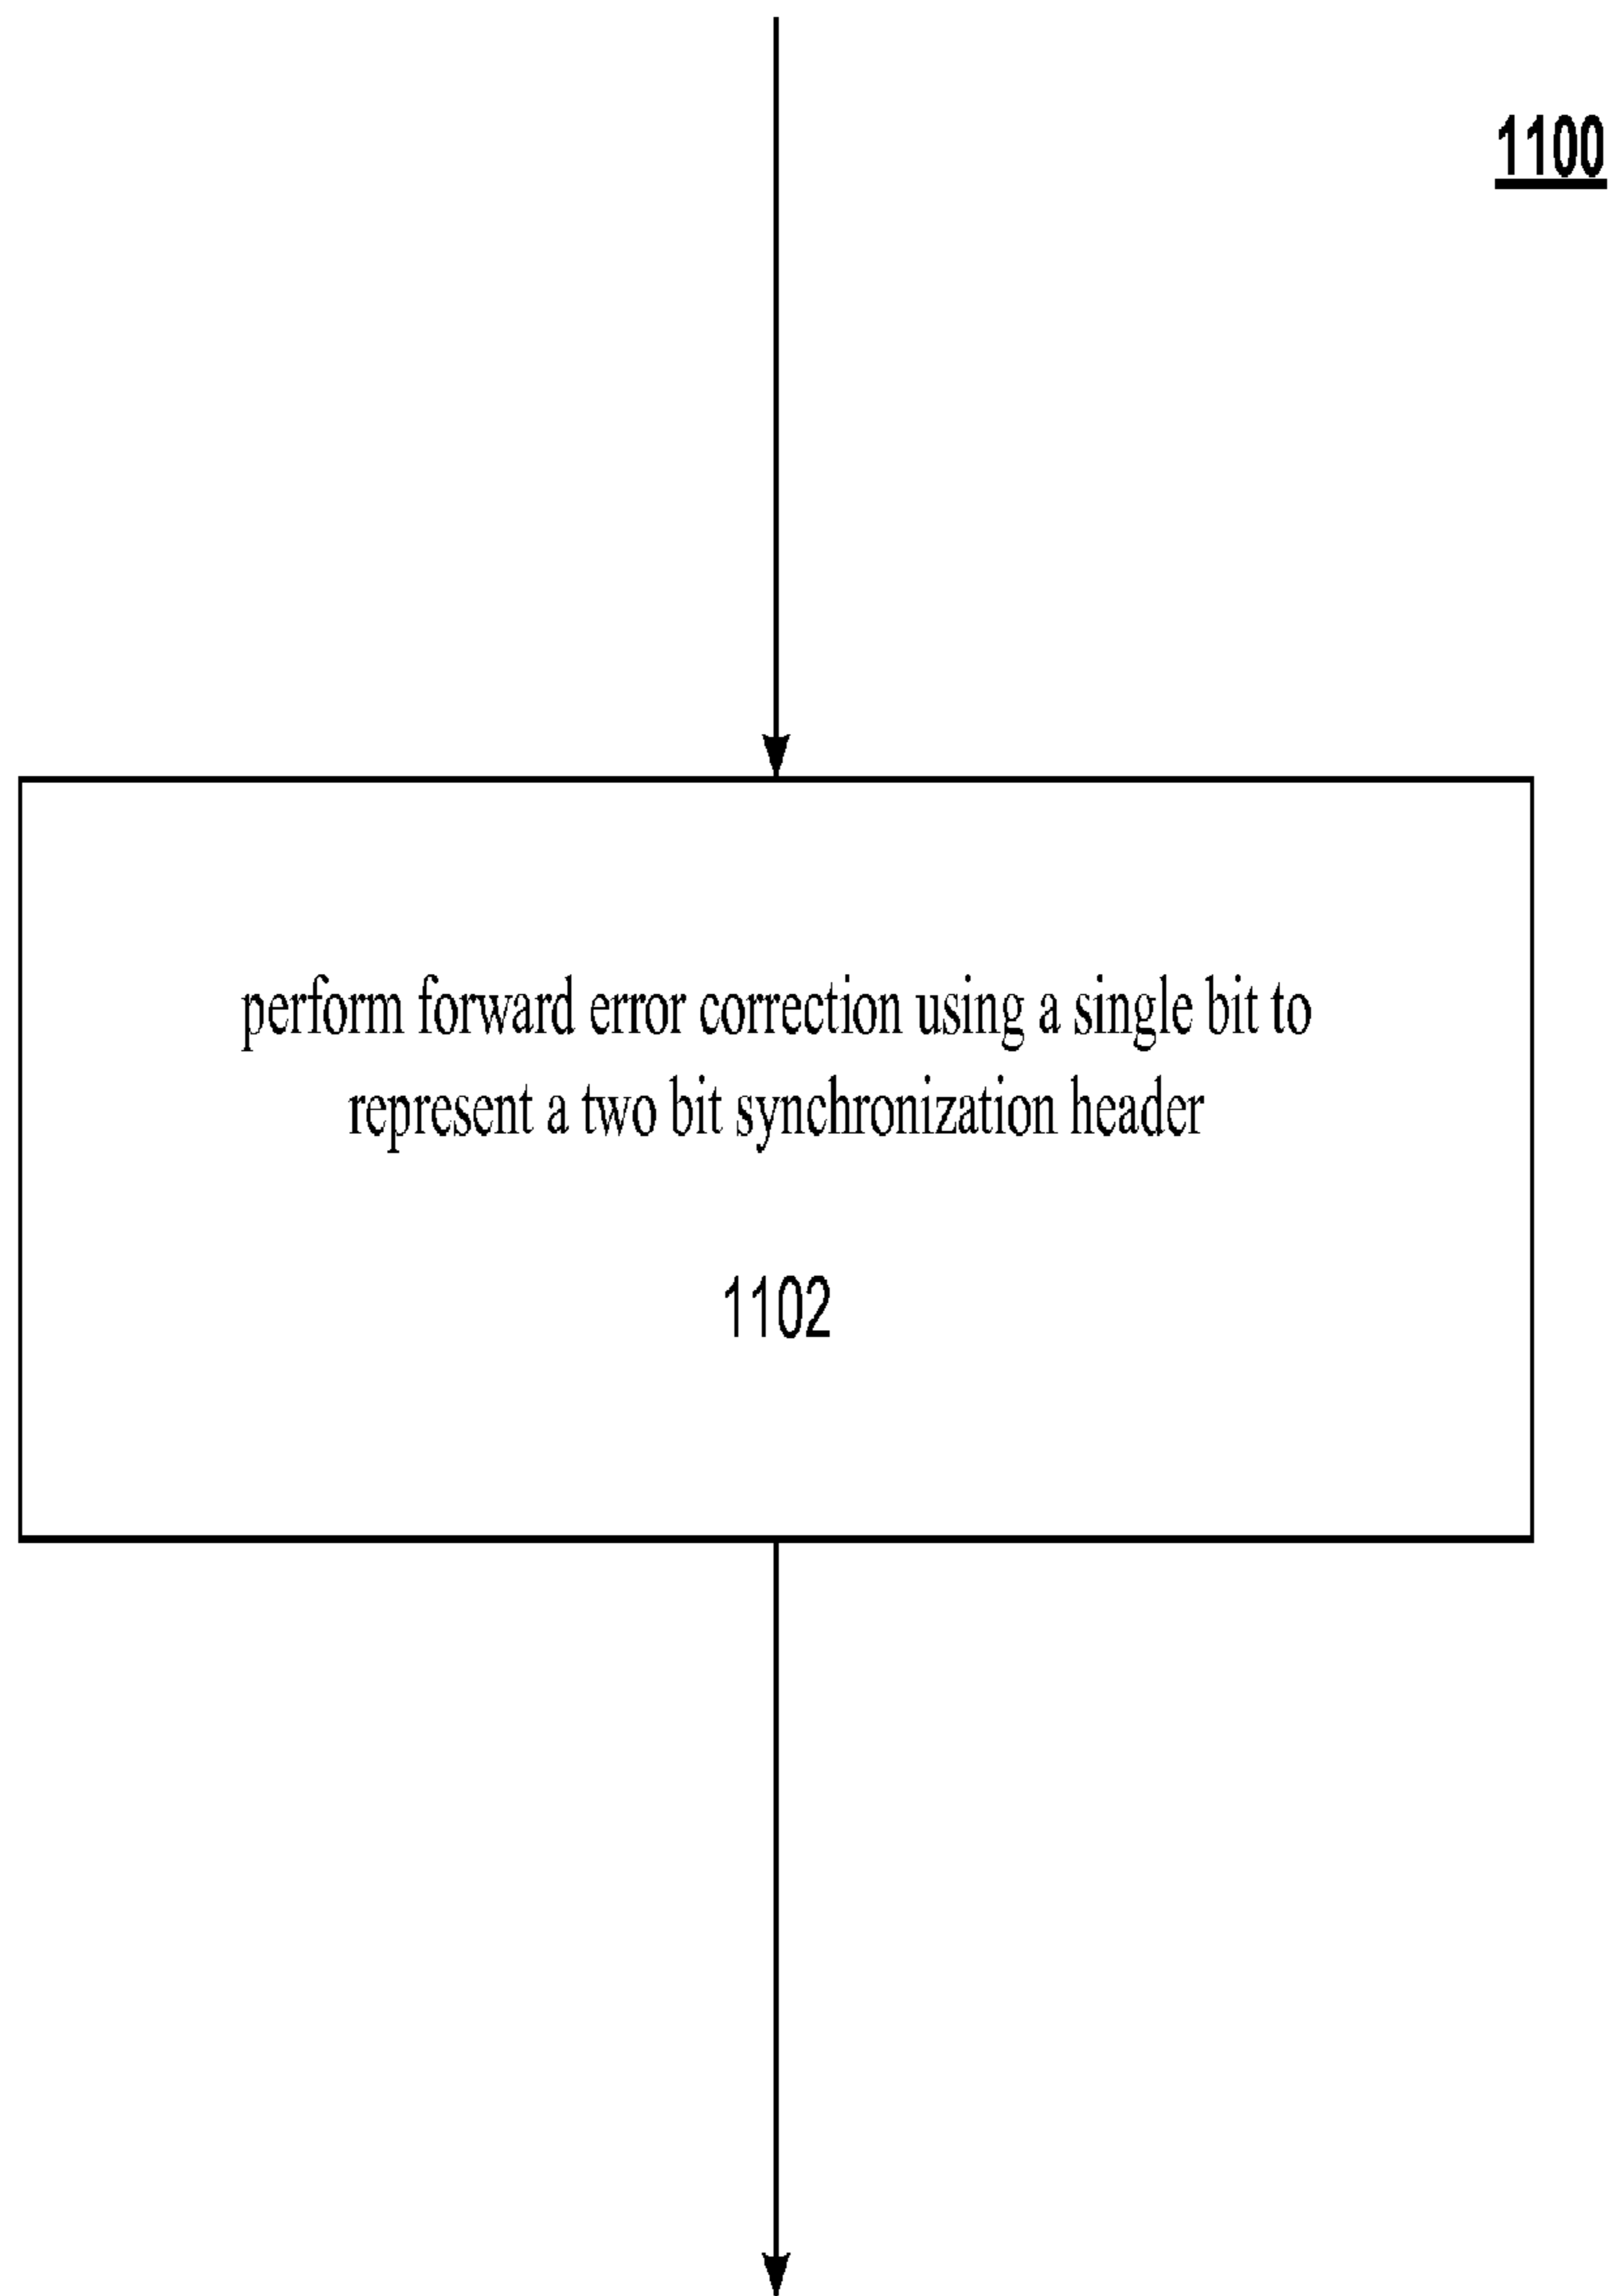 1100
perform forward error correction using a single bit to
represent a two bit synchronization header
1102